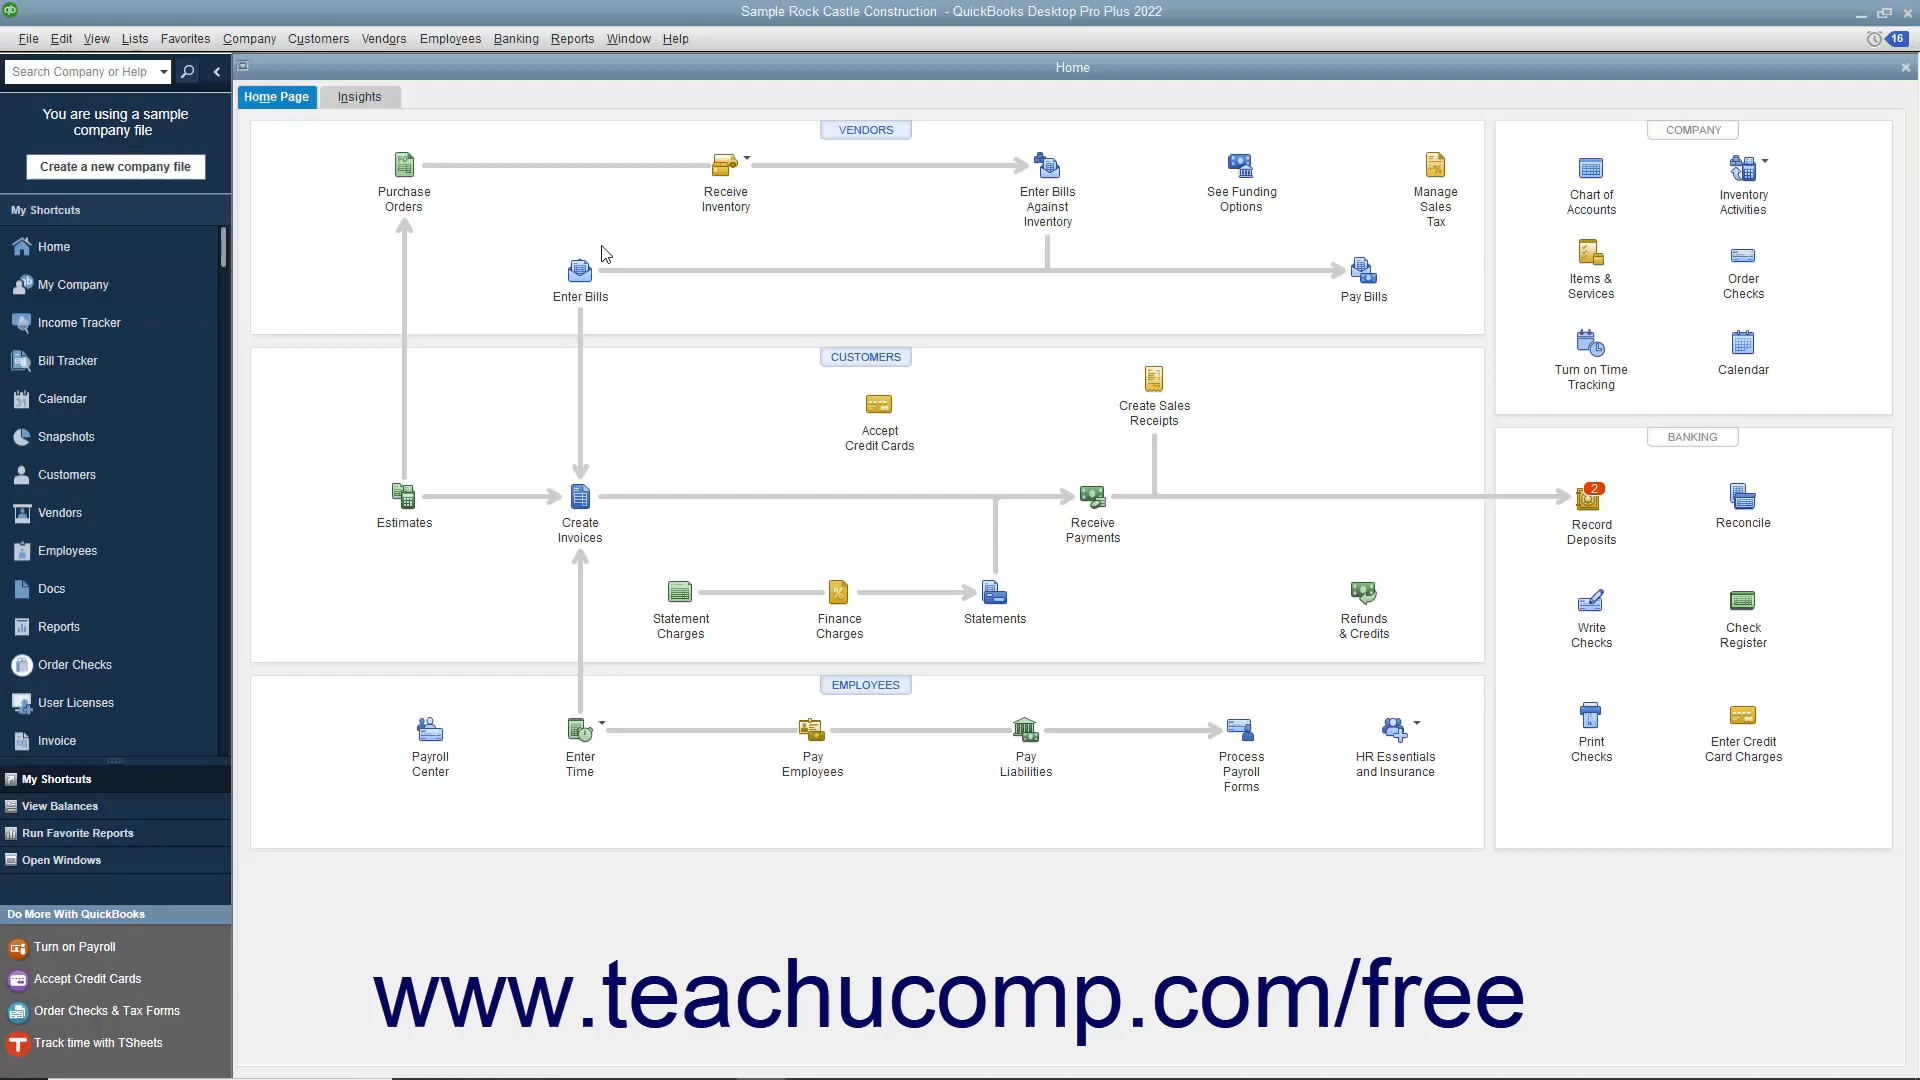 qb
Sample Rock Castle Construction - QuickBooks Desktop Pro Plus 2022
File Edit View Lists Favorites Company Customers Vendors Employees Banking Reports Window Help
16
Search Company or Help
Home
Home Page Insights
You are using a sample
company file
Create a new company file
My Shortcuts
Home
My Company
Income Tracker
Bill Tracker
Calendar
Snapshots
Customers
Vendors
Employees
Docs
Reports
Order Checks
User Licenses
Invoice
My Shortcuts
View Balances
Run Favorite Reports
Open Windows
Do More With QuickBooks
Turn on Payroll
Accept Credit Cards
Order Checks & Tax Forms
Track time with TSheets
VENDORS
Purchase
Orders
Receive
Inventory
Enter Bills
Against
Inventory
See Funding
Options
Manage
Sales
Tax
Enter Bills
Pay Bills
CUSTOMERS
Accept
Credit Cards
Create Sales
Receipts
Estimates
Create
Invoices
Receive
Payments
Statement
Charges
Finance
Charges
Statements
Refunds
& Credits
EMPLOYEES
Payroll
Center
Enter
Time
Pay
Employees
Pay
Liabilities
Process
Payroll
Forms
HR Essentials
and Insurance
COMPANY
Chart of
Accounts
Inventory
Activities
Items &
Services
Order
Checks
Turn on Time
Tracking
Calendar
BANKING
2
Record
Deposits
Reconcile
Write
Checks
Check
Register
Print
Checks
Enter Credit
Card Charges
www.teachucomp.com/free